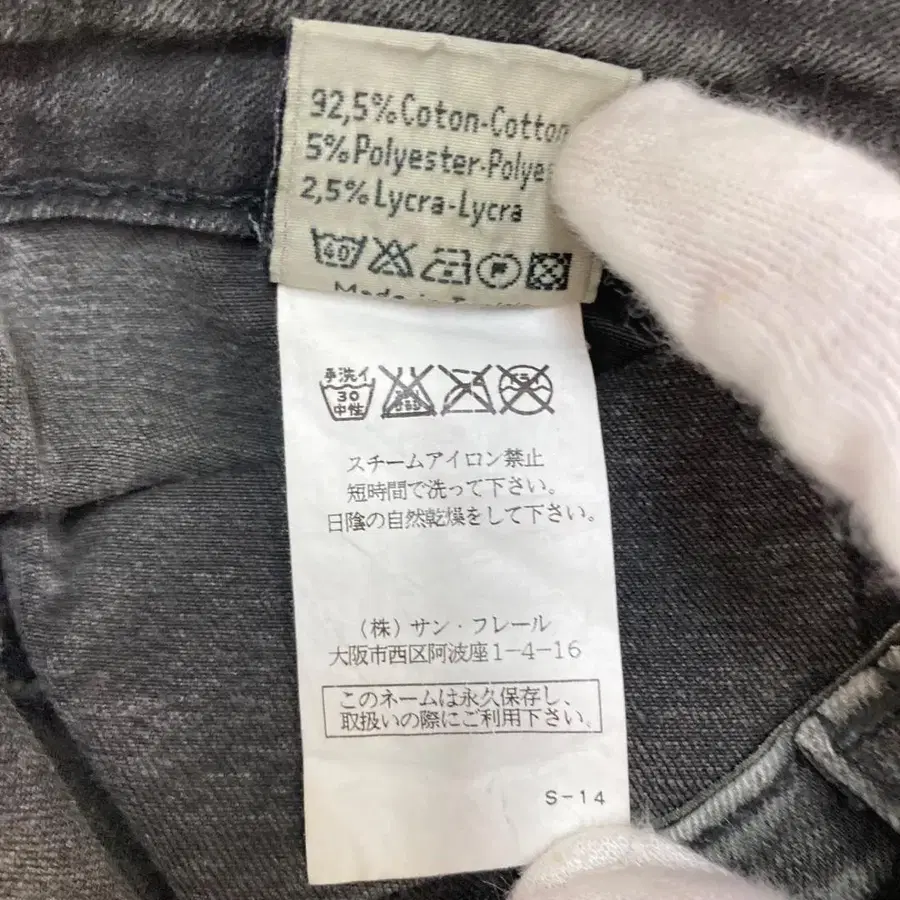 92,5%Coton-Cotton
5%Polyester-Polyes
2,5%Lycra-Lycra
40°
P
Made in
手洗イ
30
中性
スチームアイロン禁止
短時間で洗って下さい。
日陰の自然乾燥をして下さい。
(株)サン・フレール
大阪市西区阿波座1-4-16
このネームは永久保存し、
取扱いの際にご利用下さい。
S-14